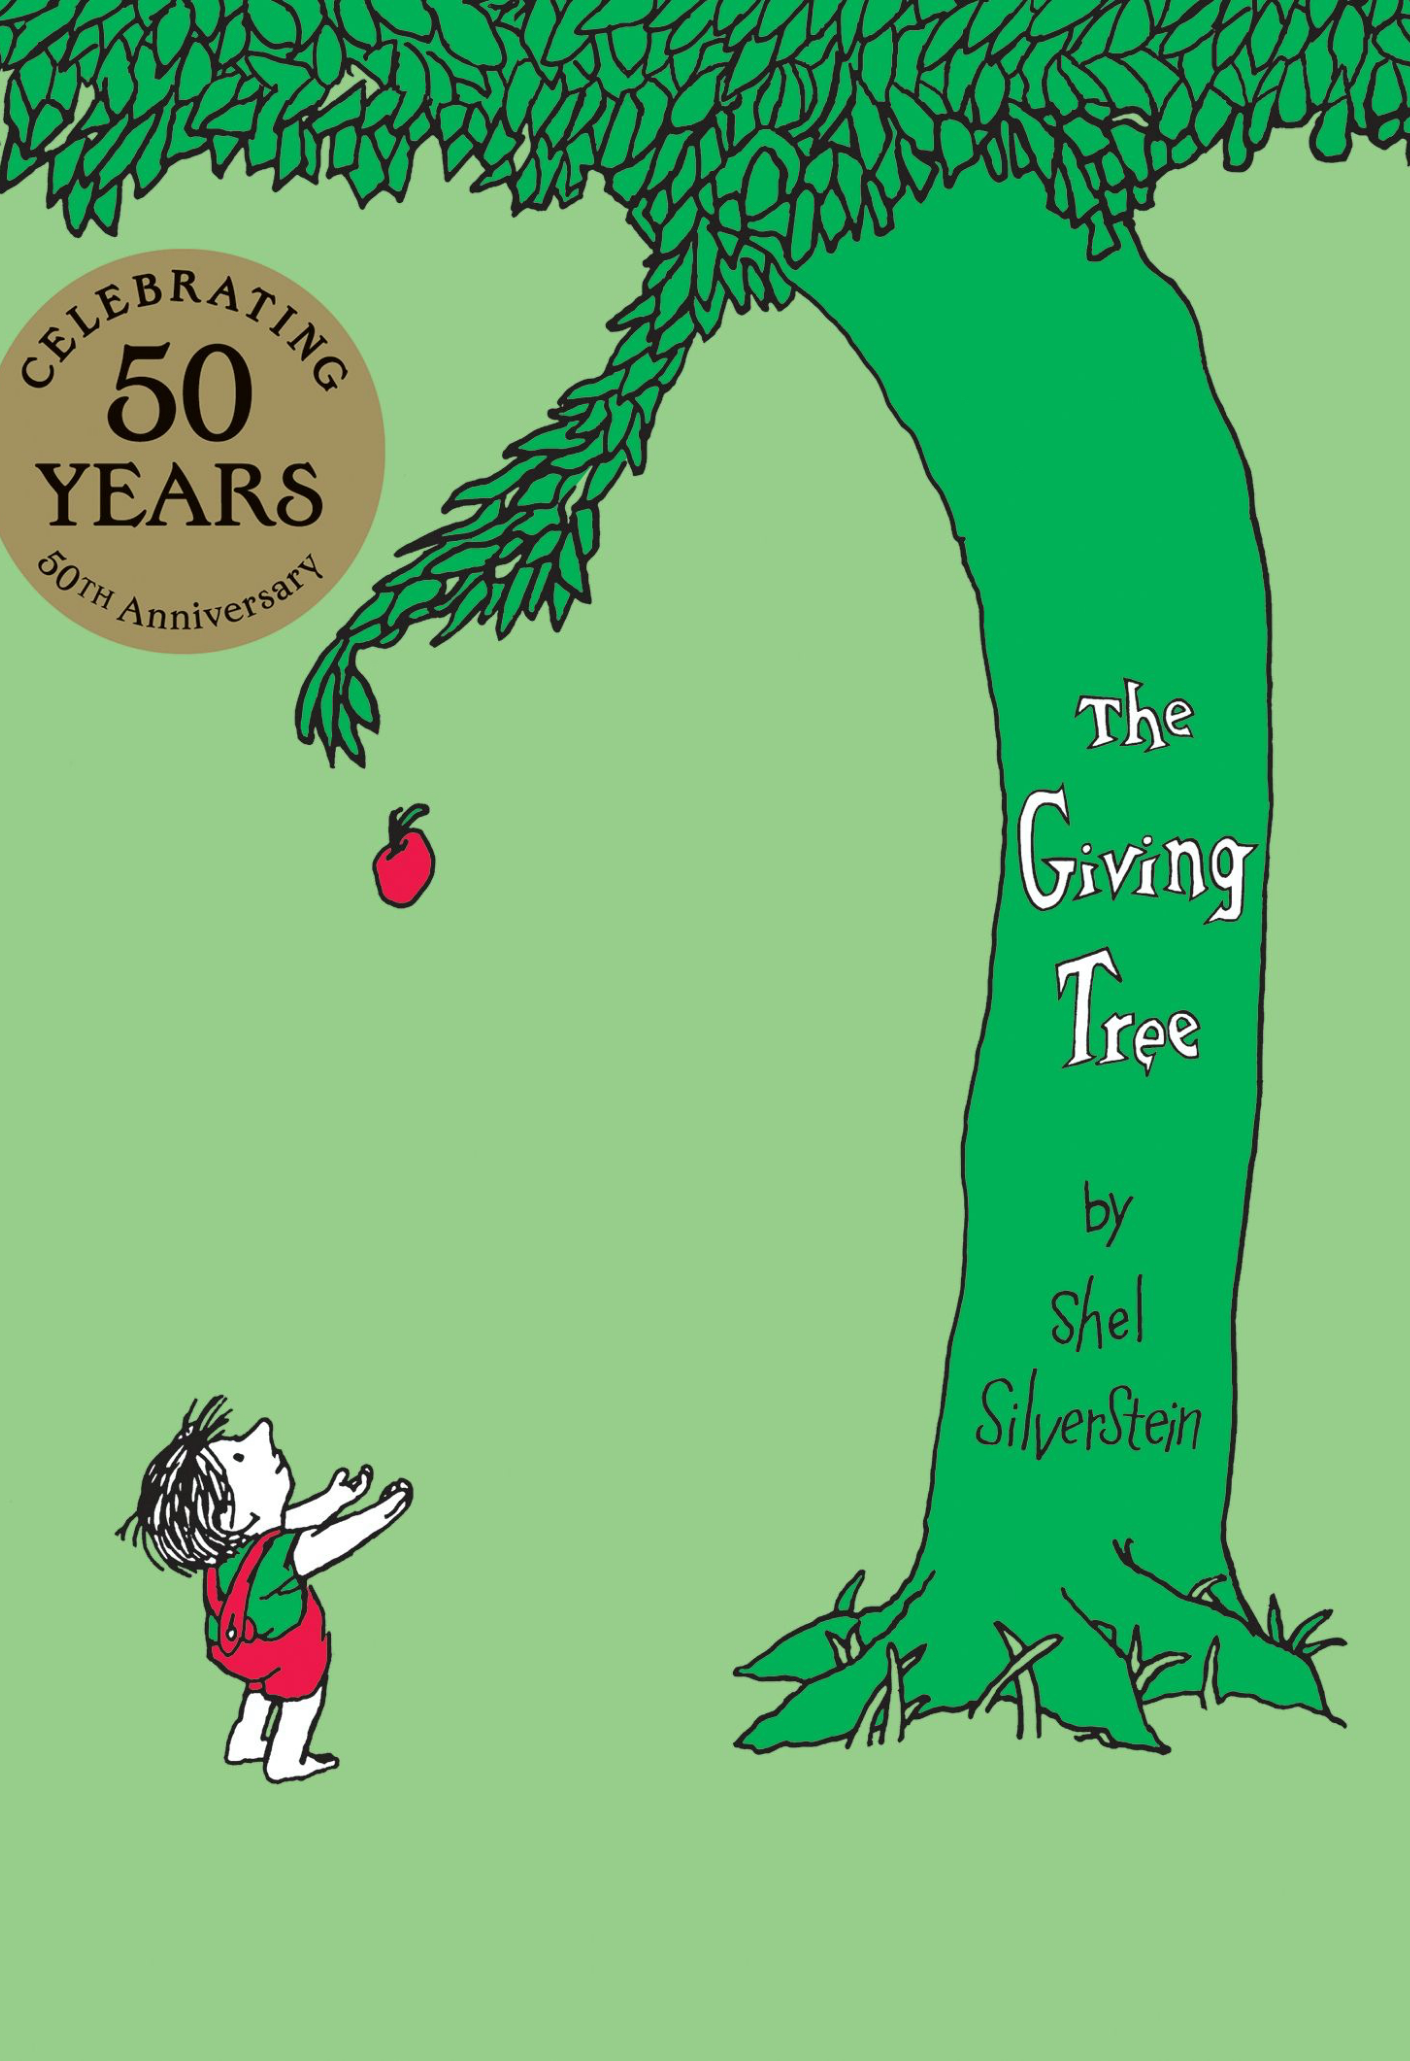 CELEBRATING
50
YEARS
50TH Anniversary
The
Giving
Tree
by
Shel
Silverstein